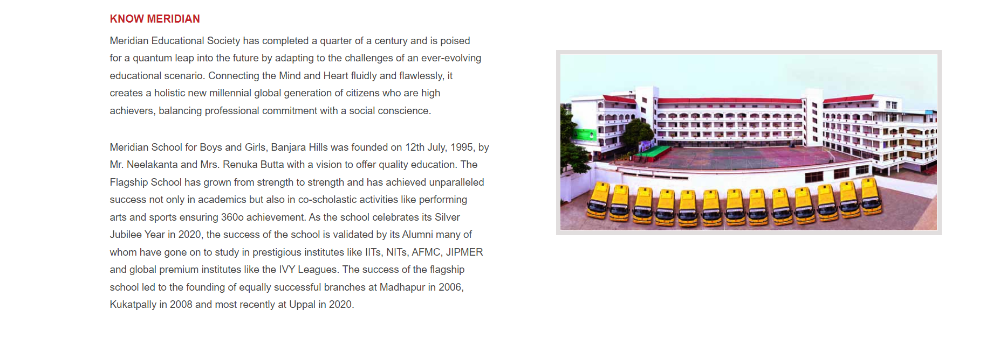 KNOW MERIDIAN
Meridian Educational Society has completed a quarter of a century and is poised
for a quantum leap into the future by adapting to the challenges of an ever-evolving
educational scenario. Connecting the Mind and Heart fluidly and flawlessly, it
creates a holistic new millennial global generation of citizens who are high
achievers, balancing professional commitment with a social conscience.
Meridian School for Boys and Girls, Banjara Hills was founded on 12th July, 1995, by
Mr. Neelakanta and Mrs. Renuka Butta with a vision to offer quality education. The
Flagship School has grown from strength to strength and has achieved unparalleled
success not only in academics but also in co-scholastic activities like performing
arts and sports ensuring 360o achievement. As the school celebrates its Silver
Jubilee Year in 2020, the success of the school is validated by its Alumni many of
whom have gone on to study in prestigious institutes like IITs, NITs, AFMC, JIPMER
and global premium institutes like the IVY Leagues. The success of the flagship
school led to the founding of equally successful branches at Madhapur in 2006,
Kukatpally in 2008 and most recently at Uppal in 2020.